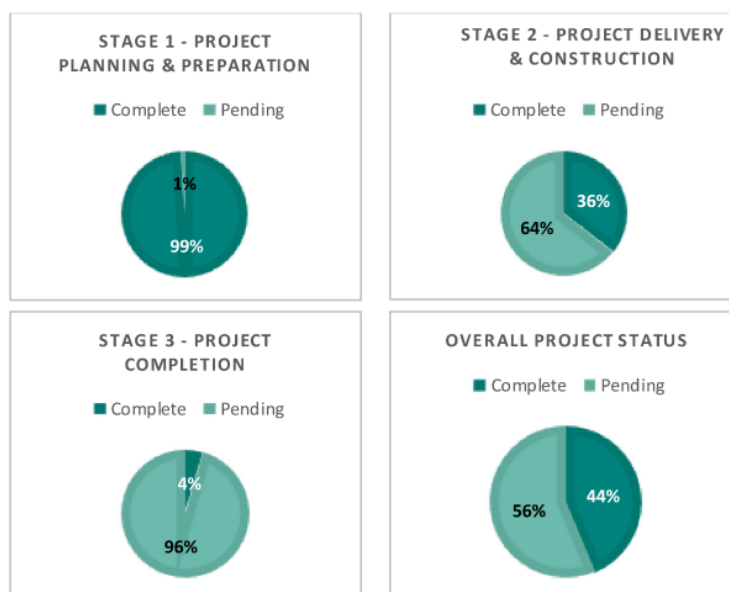 STAGE 1 - PROJECT
PLANNING & PREPARATION
Complete Pending
1%
99%
STAGE 2 - PROJECT DELIVERY
& CONSTRUCTION
Complete Pending
36%
64%
STAGE 3 - PROJECT
COMPLETION
Complete Pending
4%
96%
OVERALL PROJECT STATUS
Complete Pending
44%
56%